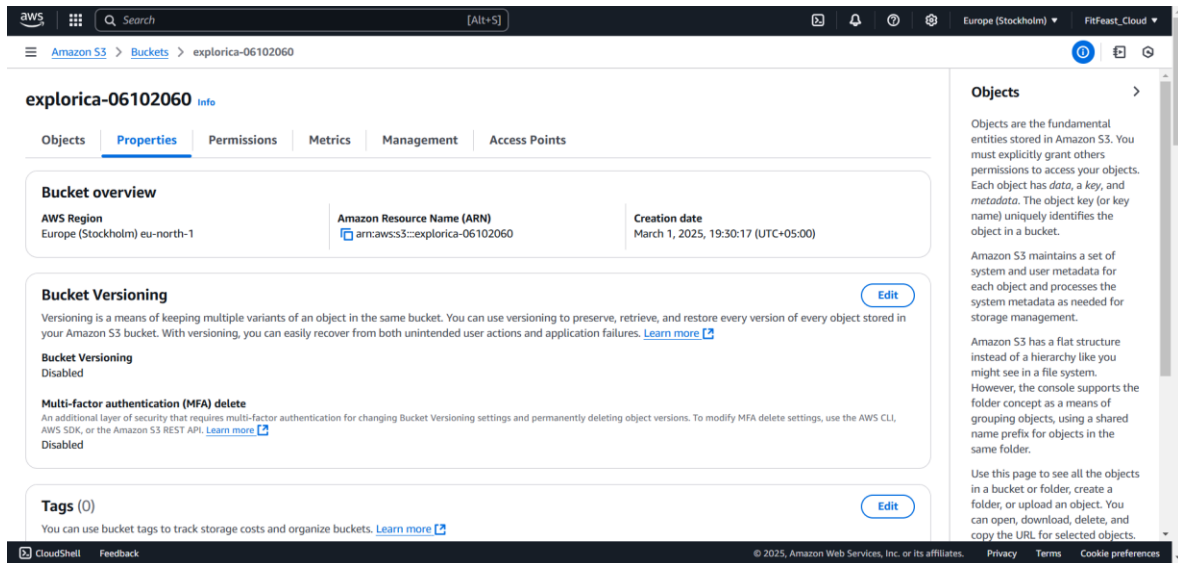 aws
Search [Alt+S]
Europe (Stockholm) ▼ FitFeast_Cloud ▼
Amazon S3 > Buckets > explorica-06102060
explorica-06102060 Info
Objects Properties Permissions Metrics Management Access Points
Bucket overview
AWS Region
Europe (Stockholm) eu-north-1
Amazon Resource Name (ARN)
arn:aws:s3:::explorica-06102060
Creation date
March 1, 2025, 19:30:17 (UTC+05:00)
Bucket Versioning
Edit
Versioning is a means of keeping multiple variants of an object in the same bucket. You can use versioning to preserve, retrieve, and restore every version of every object stored in
your Amazon S3 bucket. With versioning, you can easily recover from both unintended user actions and application failures. Learn more
Bucket Versioning
Disabled
Multi-factor authentication (MFA) delete
An additional layer of security that requires multi-factor authentication for changing Bucket Versioning settings and permanently deleting object versions. To modify MFA delete settings, use the AWS CLI,
AWS SDK, or the Amazon S3 REST API. Learn more
Disabled
Tags (0)
Edit
You can use bucket tags to track storage costs and organize buckets. Learn more
Objects
Objects are the fundamental
entities stored in Amazon S3. You
must explicitly grant others
permissions to access your objects.
Each object has data, a key, and
metadata. The object key (or key
name) uniquely identifies the
object in a bucket.
Amazon S3 maintains a set of
system and user metadata for
each object and processes the
system metadata as needed for
storage management.
Amazon S3 has a flat structure
instead of a hierarchy like you
might see in a file system.
However, the console supports the
folder concept as a means of
grouping objects, using a shared
name prefix for objects in the
same folder.
Use this page to see all the objects
in a bucket or folder, create a
folder, or upload an object. You
can open, download, delete, and
copy the URL for selected objects.
CloudShell Feedback
© 2025, Amazon Web Services, Inc. or its affiliates. Privacy Terms Cookie preferences